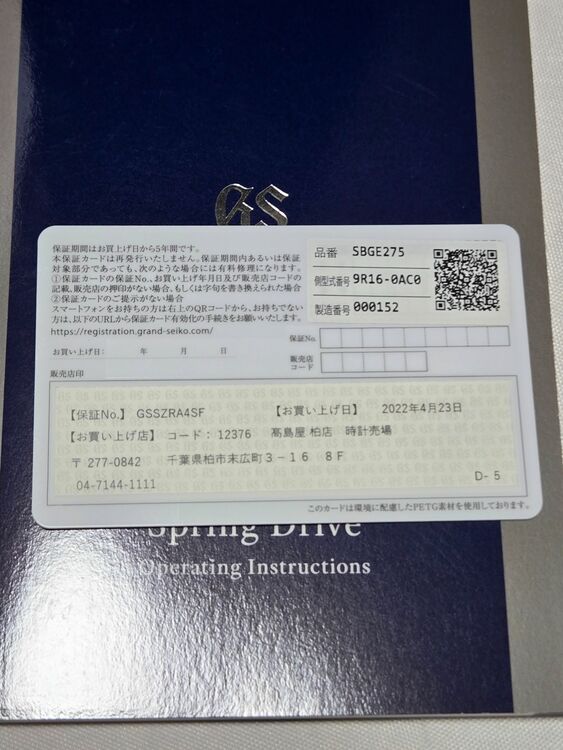 GS
保証期間はお買上げ日から5年間です。
本保証カードは再発行いたしません。保証期間内あるいは保証
対象部分であっても、次のような場合には有料修理になります。
①保証カードの保証No.、お買い上げ年月日及び販売店コードの
記載、販売店の押印がない場合、もしくは字句を書き換えられた場合
②保証カードのご提示がない場合
スマートフォンをお持ちの方は右上のQRコードから、お持ちでない
方は、以下のURLから保証カード有効化の手続きをお願いいたします。
https://registration.grand-seiko.com/
品番 SBGE275
側型式番号 9R16-0AC0
製造番号 000152
保証No.
お買い上げ日: 年 月 日
販売店
コード
販売店印
【保証No.】 GSSZRA4SF 【お買い上げ日】 2022年4月23日
【お買い上げ店】 コード: 12376 髙島屋 柏店 時計売場
〒 277-0842 千葉県柏市末広町3-16 8F
04-7144-1111
D-5
このカードは環境に配慮したPETG素材を使用しております。
Spring Drive
Operating Instructions